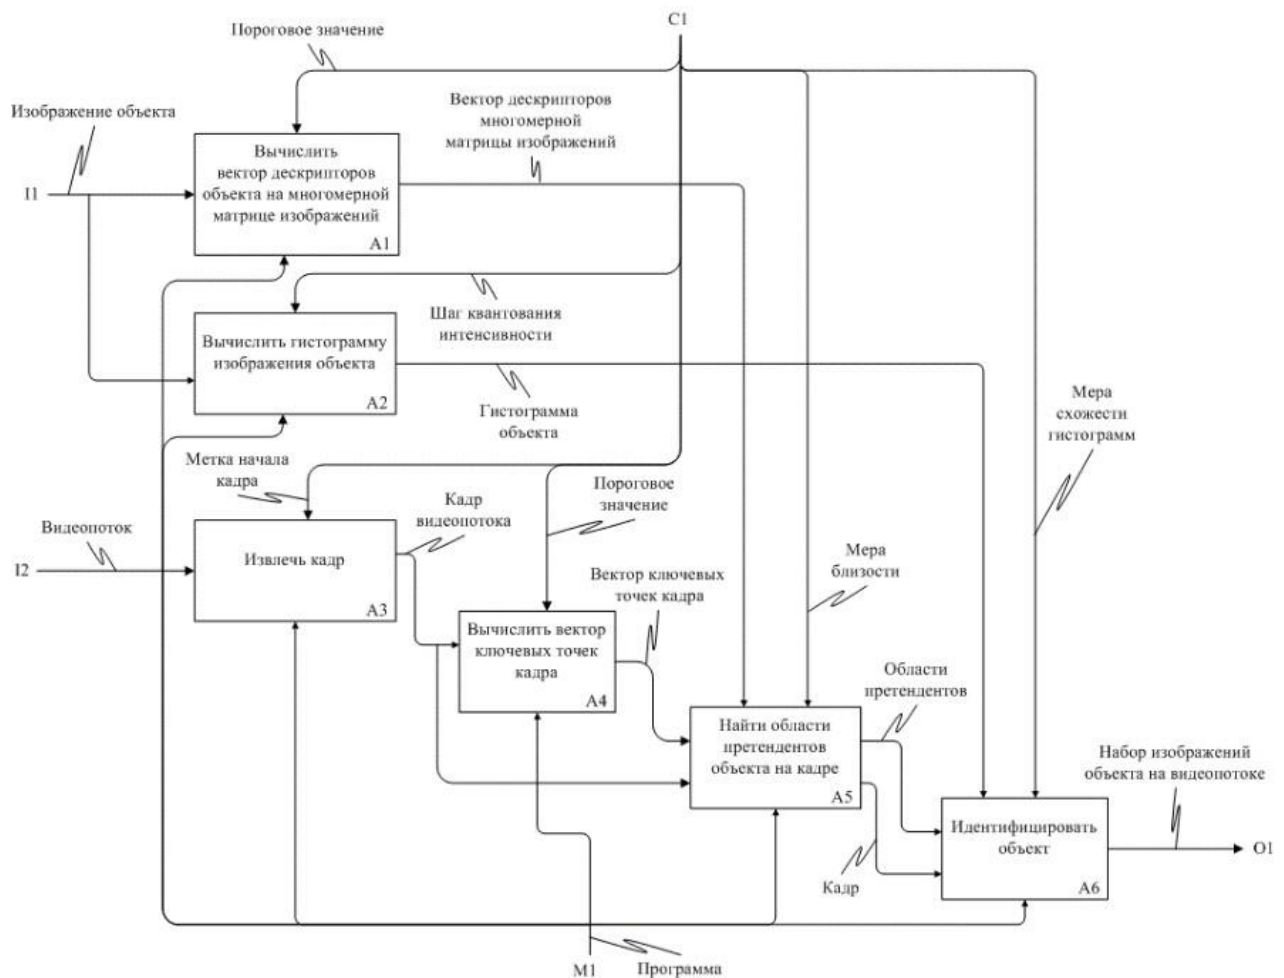 C1
Пороговое значение
Изображение объекта
Вектор дескрипторов
многомерной
матрицы изображений
Вычислить
вектор дескрипторов
объекта на многомерной
матрице изображений
A1
I1
Шаг квантования
интенсивности
Вычислить гистограмму
изображения объекта
A2
Гистограмма
объекта
Мера
схожести
гистограмм
Метка начала
кадра
Кадр
видеопотока
Пороговое
значение
Видеопоток
I2
Извлечь кадр
A3
Мера
близости
Вектор ключевых
точек кадра
Вычислить вектор
ключевых точек
кадра
A4
Области
претендентов
Найти области
претендентов
объекта на кадре
A5
Набор изображений
объекта на видеопотоке
Идентифицировать
объект
A6
O1
Кадр
M1
Программа